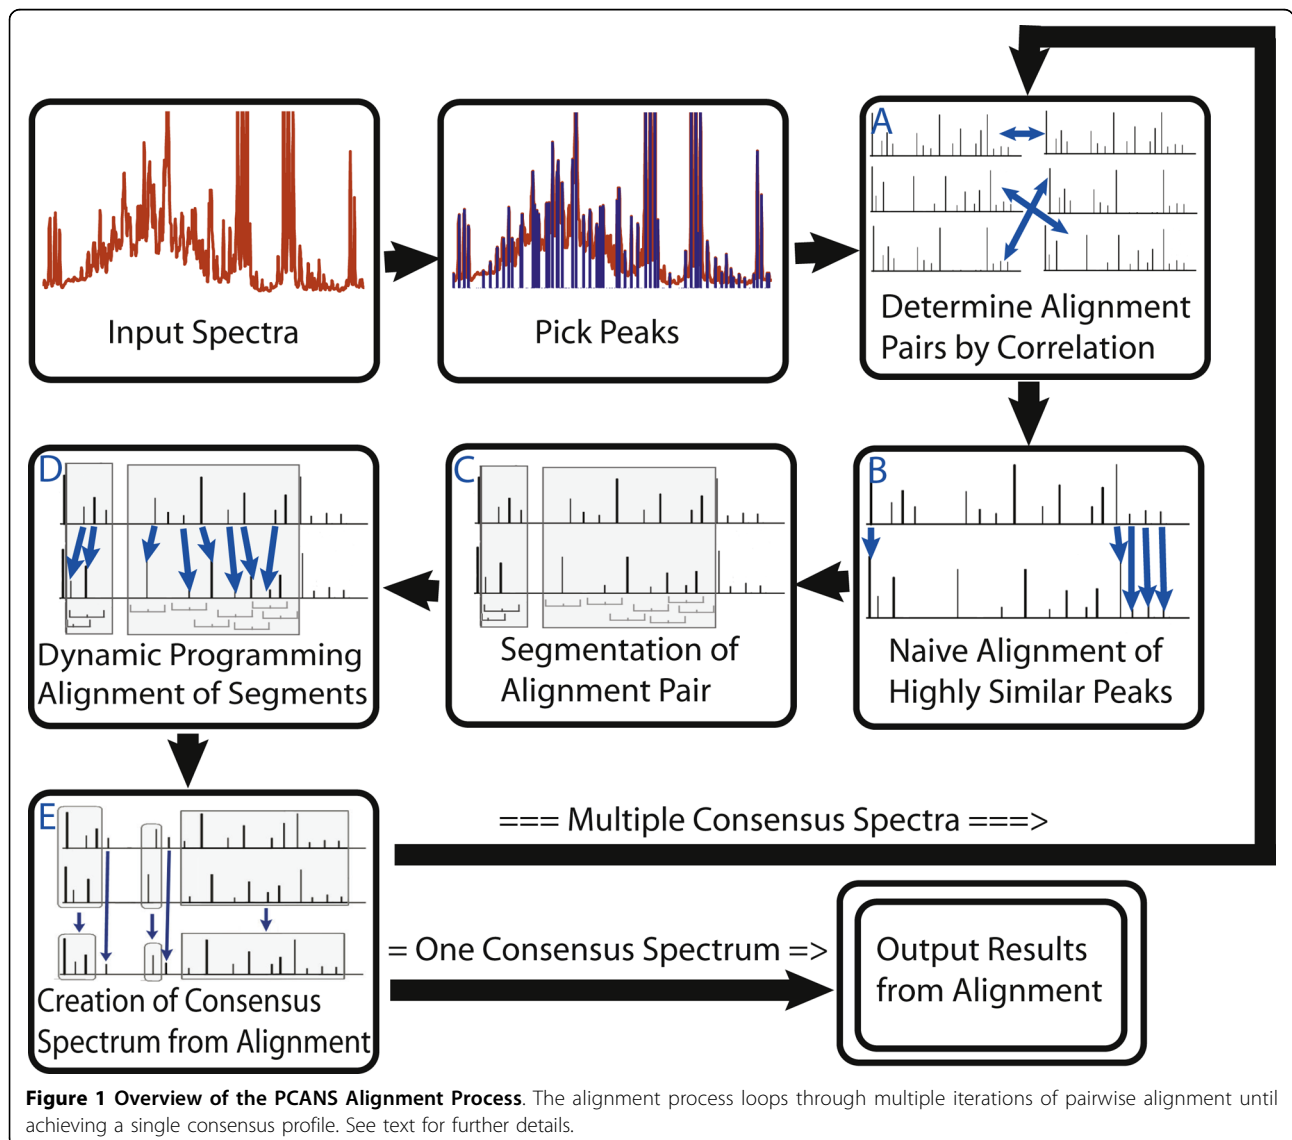 Input Spectra
Pick Peaks
A
Determine Alignment
Pairs by Correlation
B
Naive Alignment of
Highly Similar Peaks
C
Segmentation of
Alignment Pair
D
Dynamic Programming
Alignment of Segments
E
Creation of Consensus
Spectrum from Alignment
=== Multiple Consensus Spectra ===>
= One Consensus Spectrum =>
Output Results
from Alignment
Figure 1 Overview of the PCANS Alignment Process. The alignment process loops through multiple iterations of pairwise alignment until
achieving a single consensus profile. See text for further details.